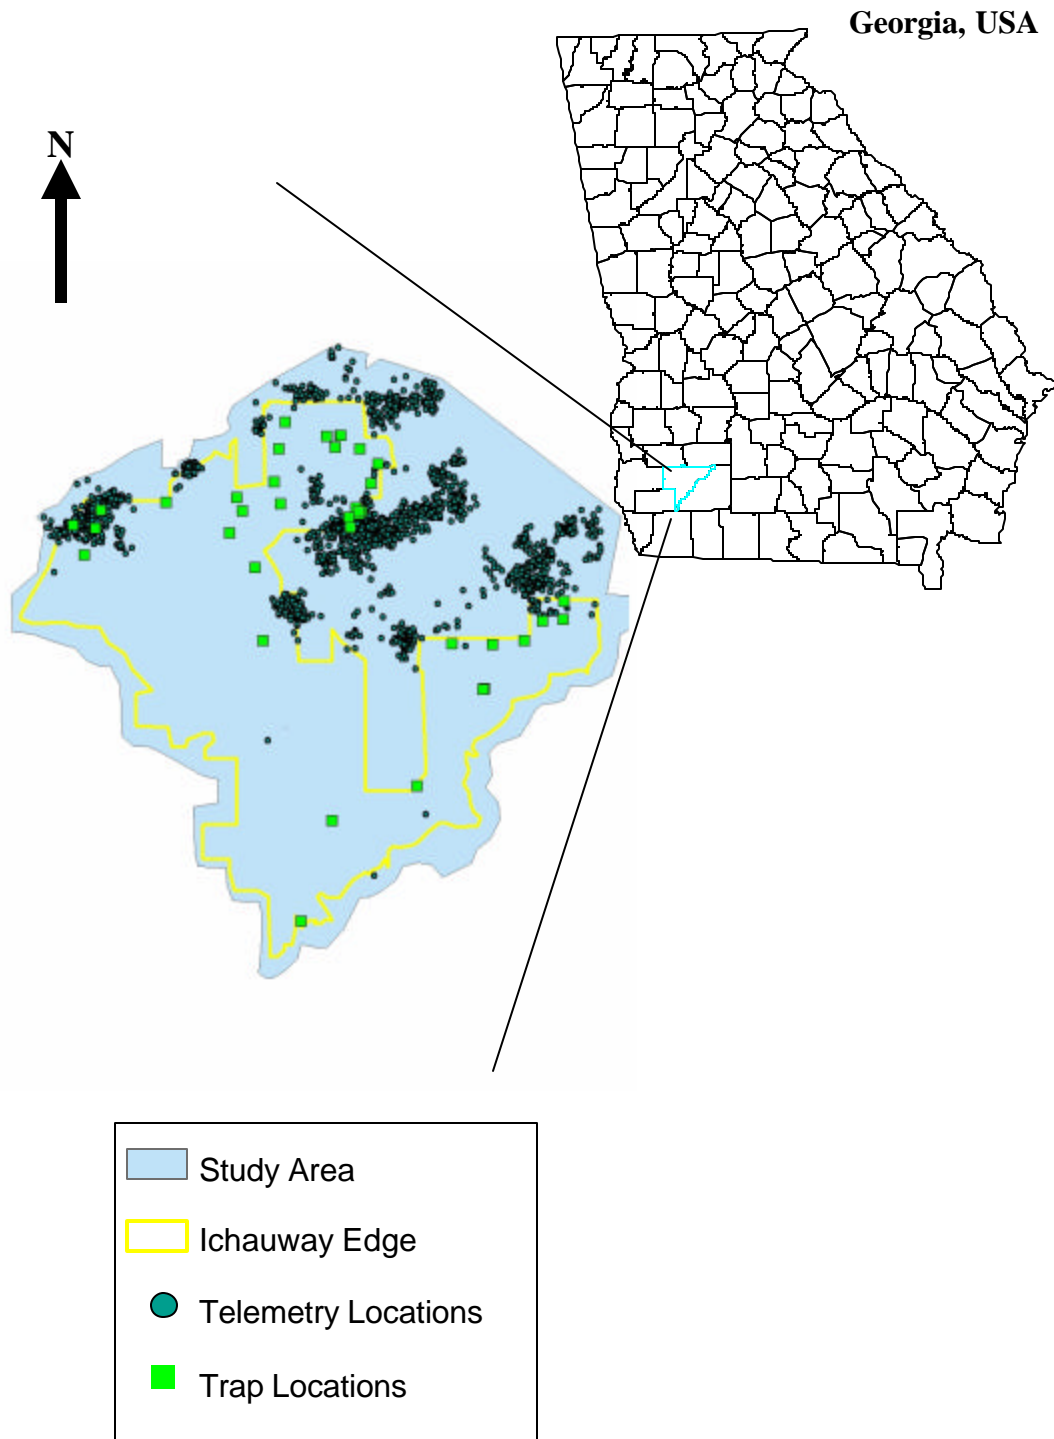 Georgia, USA
N
Study Area
Ichauway Edge
Telemetry Locations
Trap Locations